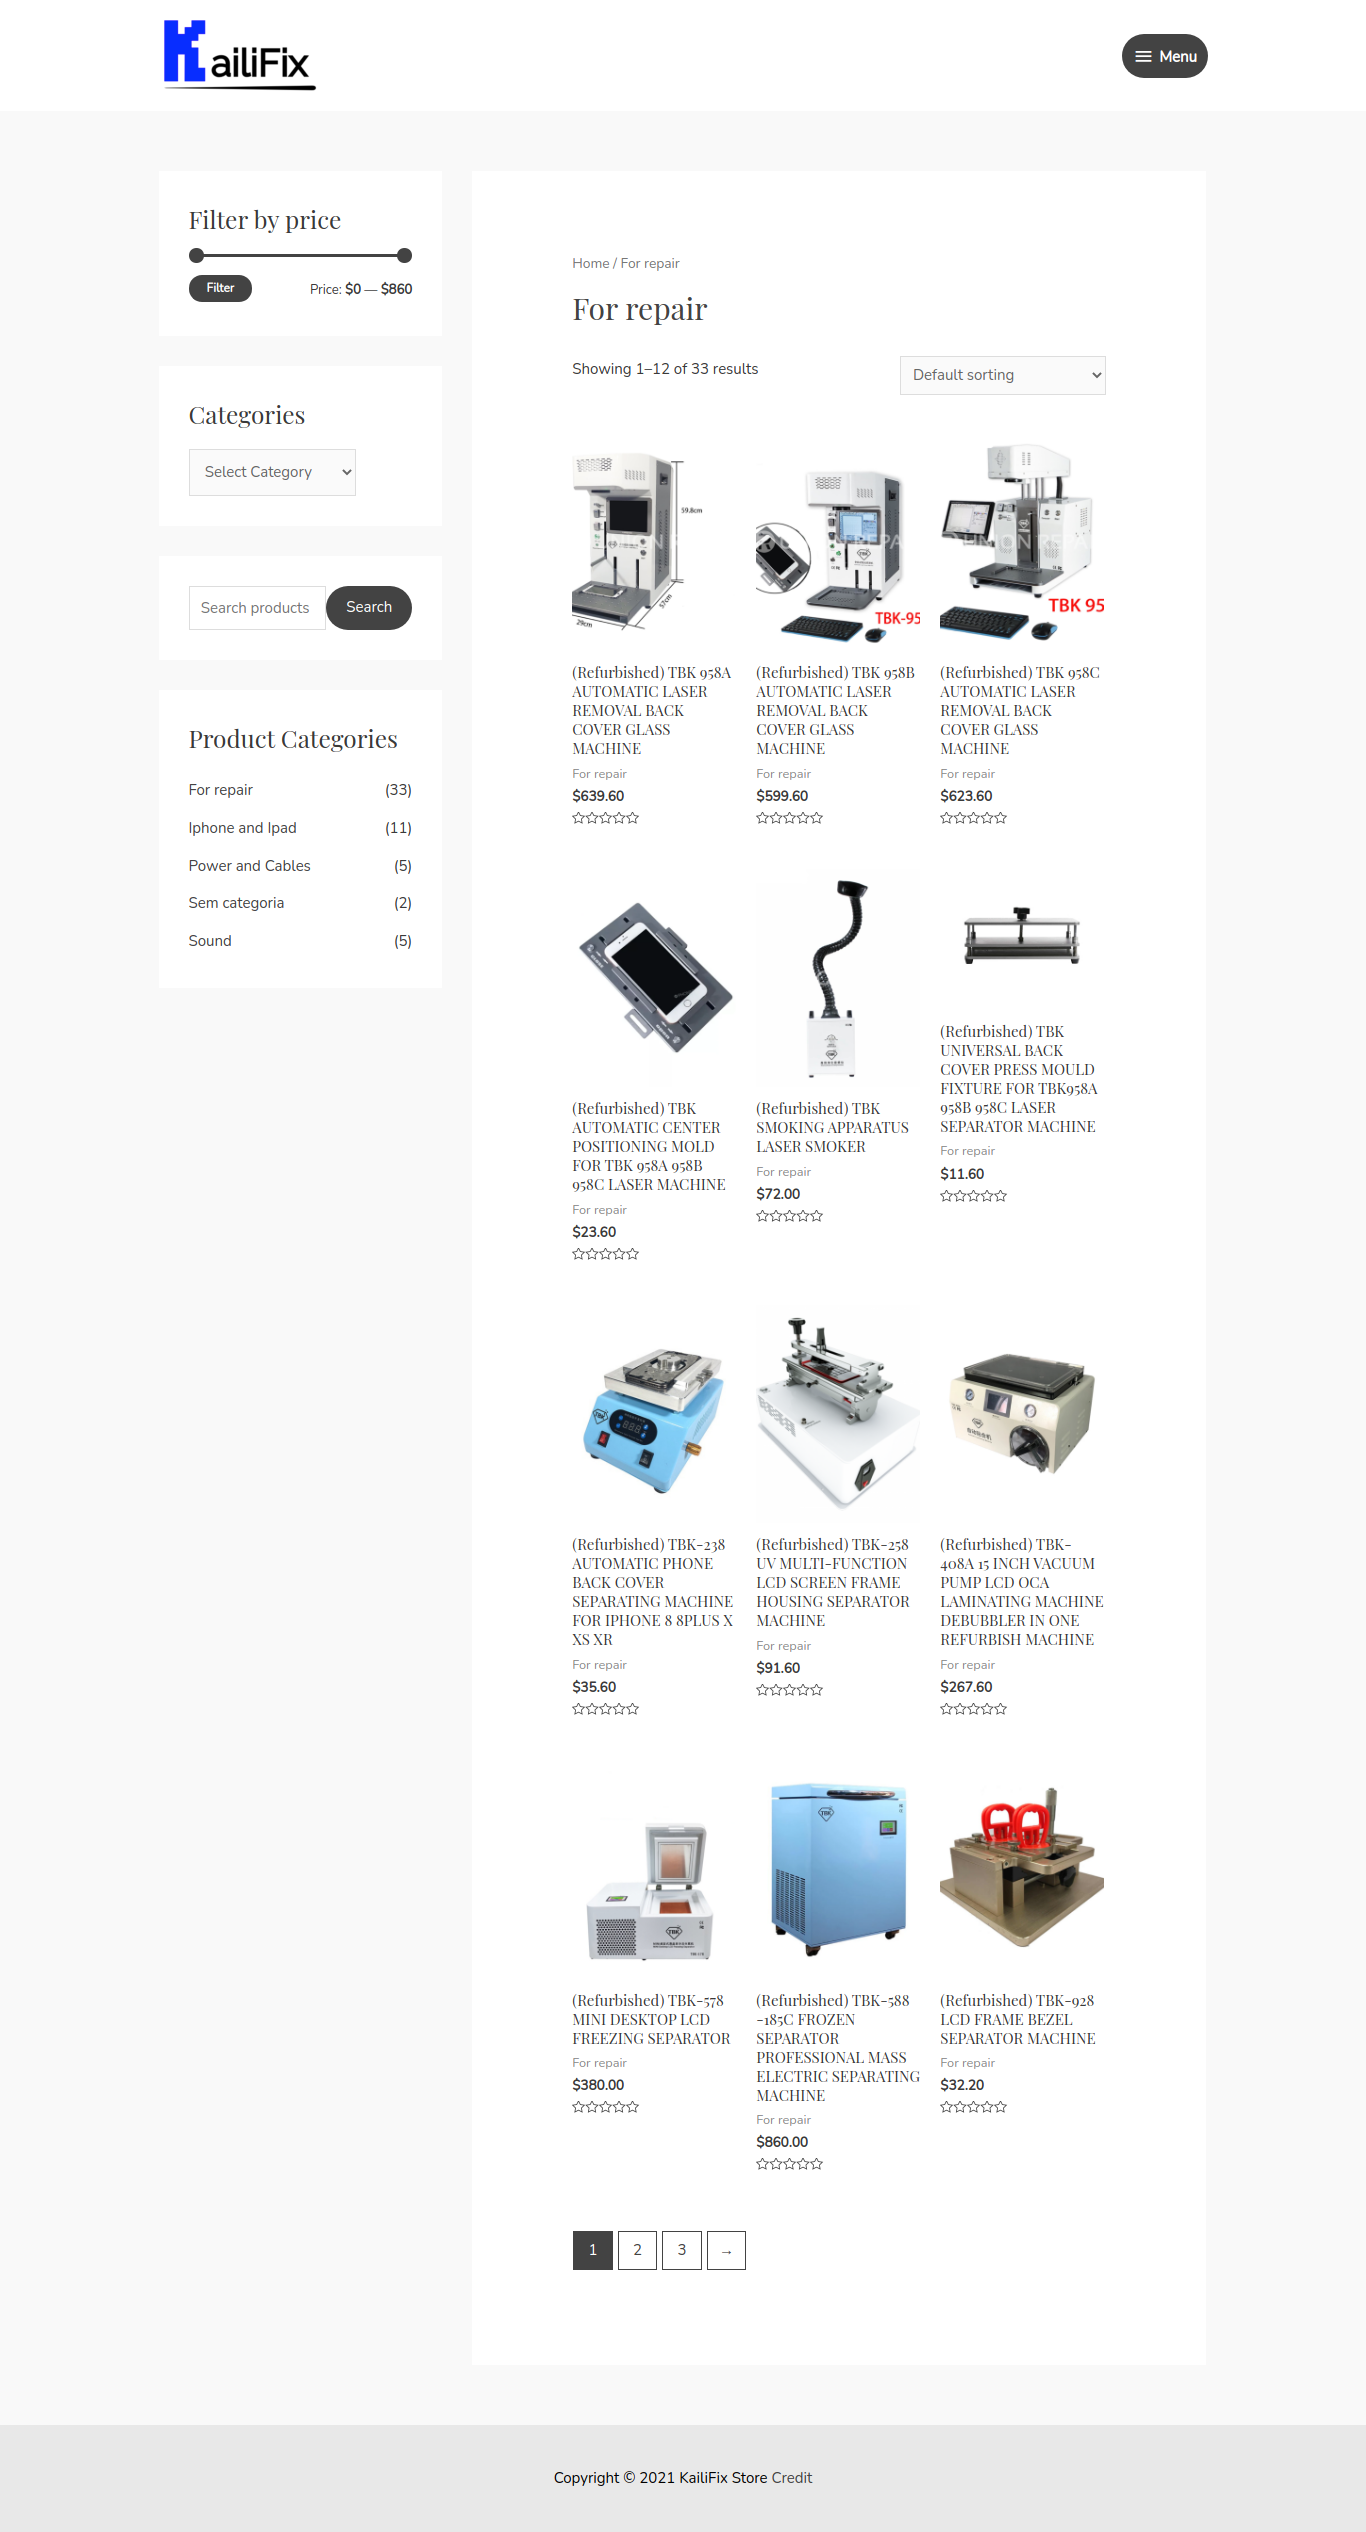 KailiFix
Menu
Filter by price
Filter
Price: $0 — $860
Categories
Select Category
Search products
Search
Product Categories
For repair (33)
Iphone and Ipad (11)
Power and Cables (5)
Sem categoria (2)
Sound (5)
Home / For repair
For repair
Showing 1–12 of 33 results
Default sorting
59.8cm
57cm
29cm
(Refurbished) TBK 958A
AUTOMATIC LASER
REMOVAL BACK
COVER GLASS
MACHINE
For repair
$639.60
TBK-95
(Refurbished) TBK 958B
AUTOMATIC LASER
REMOVAL BACK
COVER GLASS
MACHINE
For repair
$599.60
TBK 95
(Refurbished) TBK 958C
AUTOMATIC LASER
REMOVAL BACK
COVER GLASS
MACHINE
For repair
$623.60
(Refurbished) TBK
AUTOMATIC CENTER
POSITIONING MOLD
FOR TBK 958A 958B
958C LASER MACHINE
For repair
$23.60
(Refurbished) TBK
SMOKING APPARATUS
LASER SMOKER
For repair
$72.00
(Refurbished) TBK
UNIVERSAL BACK
COVER PRESS MOULD
FIXTURE FOR TBK958A
958B 958C LASER
SEPARATOR MACHINE
For repair
$11.60
TBK
(Refurbished) TBK-238
AUTOMATIC PHONE
BACK COVER
SEPARATING MACHINE
FOR IPHONE 8 8PLUS X
XS XR
For repair
$35.60
(Refurbished) TBK-258
UV MULTI-FUNCTION
LCD SCREEN FRAME
HOUSING SEPARATOR
MACHINE
For repair
$91.60
(Refurbished) TBK-
408A 15 INCH VACUUM
PUMP LCD OCA
LAMINATING MACHINE
DEBUBBLER IN ONE
REFURBISH MACHINE
For repair
$267.60
TBK
(Refurbished) TBK-578
MINI DESKTOP LCD
FREEZING SEPARATOR
For repair
$380.00
TBK
(Refurbished) TBK-588
-185C FROZEN
SEPARATOR
PROFESSIONAL MASS
ELECTRIC SEPARATING
MACHINE
For repair
$860.00
(Refurbished) TBK-928
LCD FRAME BEZEL
SEPARATOR MACHINE
For repair
$32.20
1 2 3 →
Copyright © 2021 KailiFix Store Credit